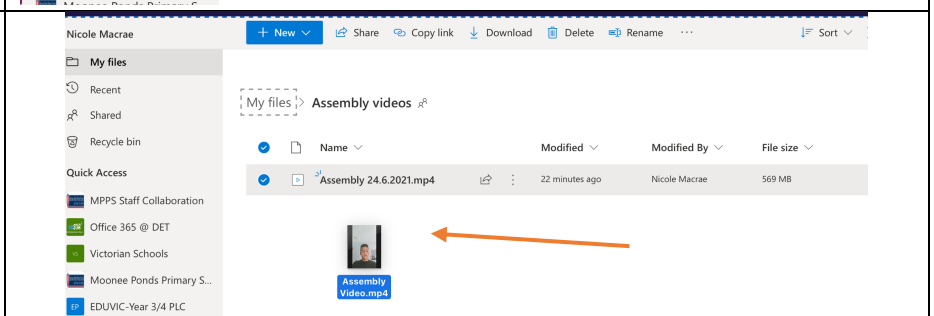 Nicole Macrae
+ New Share Copy link Download Delete Rename ... Sort
My files
Recent
Shared
Recycle bin
Quick Access
MPPS Staff Collaboration
Office 365 @ DET
VS Victorian Schools
Moonee Ponds Primary S...
EP EDUVIC-Year 3/4 PLC
My files > Assembly videos
Name Modified Modified By File size
Assembly 24.6.2021.mp4 22 minutes ago Nicole Macrae 569 MB
Assembly
Video.mp4